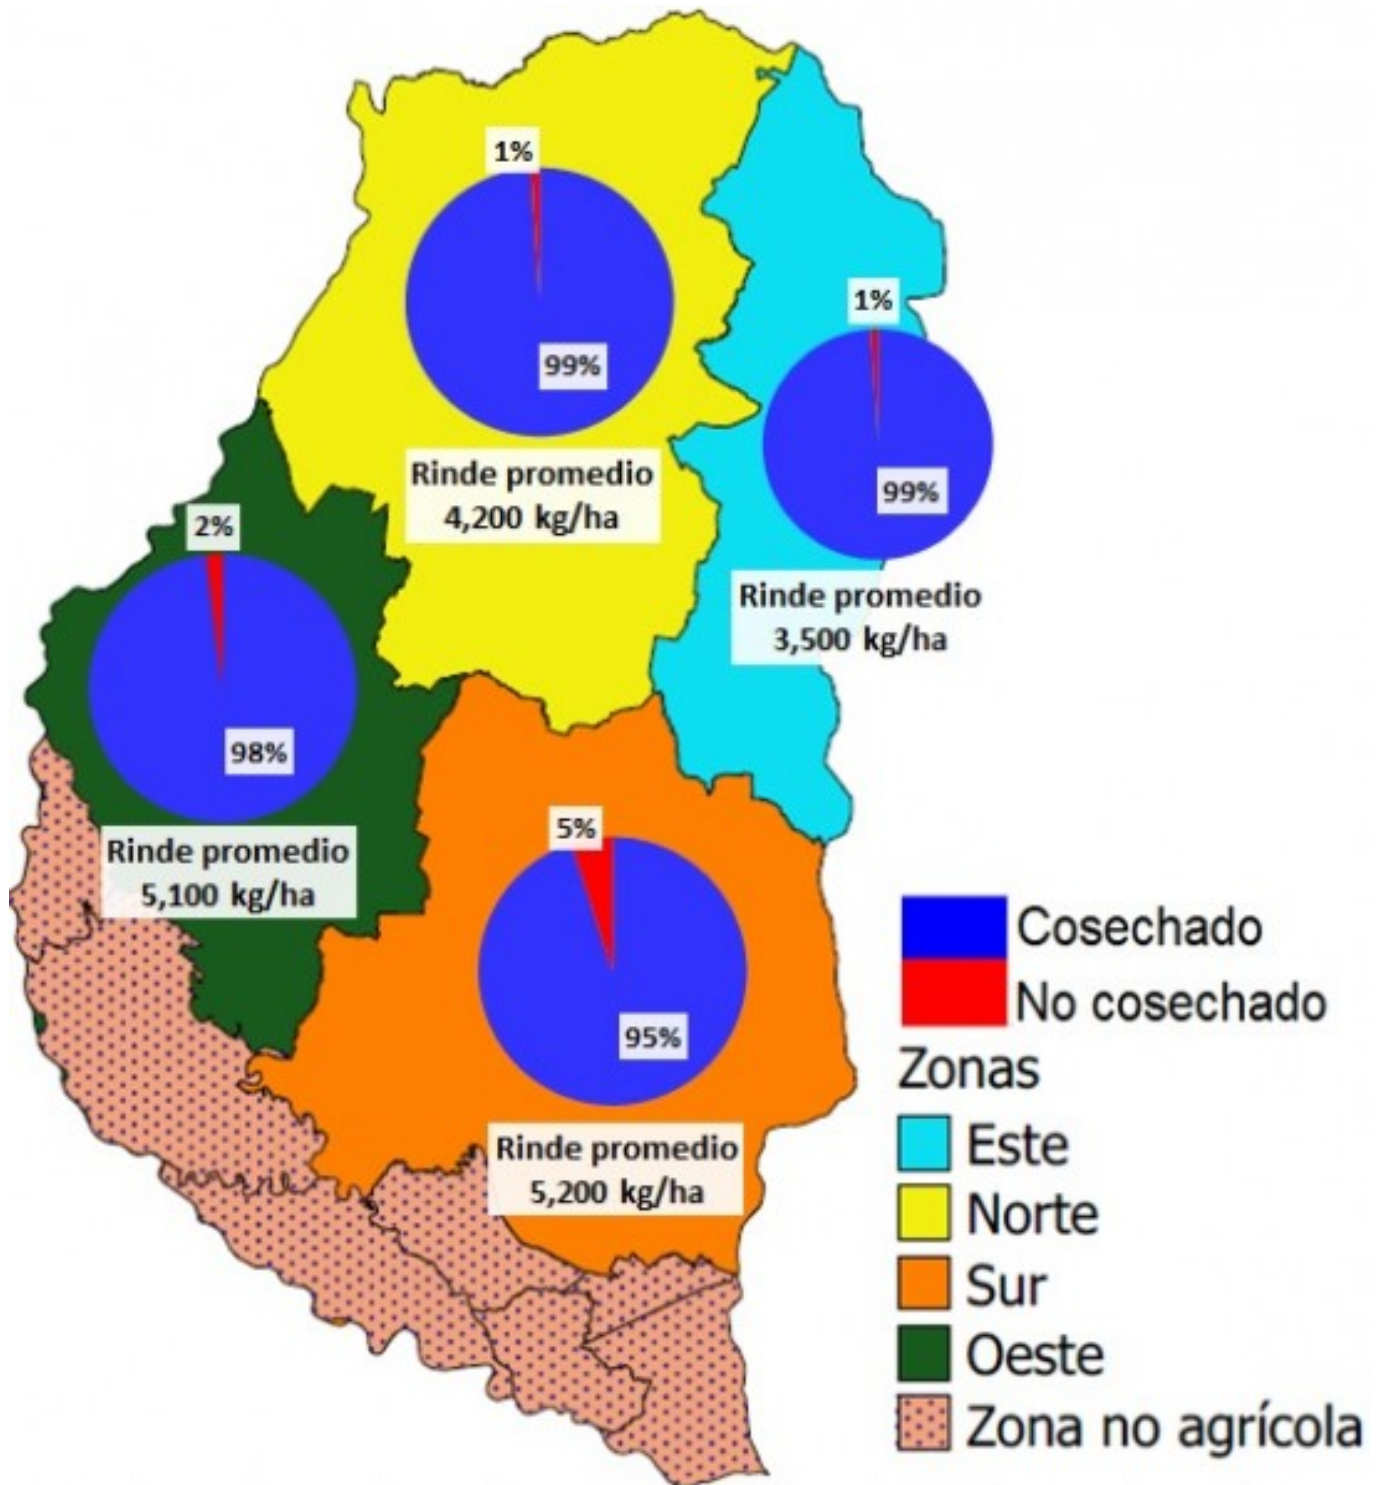 1%
99%
Rinde promedio
4,200 kg/ha
1%
99%
Rinde promedio
3,500 kg/ha
2%
98%
Rinde promedio
5,100 kg/ha
5%
95%
Rinde promedio
5,200 kg/ha
Cosechado
No cosechado
Zonas
Este
Norte
Sur
Oeste
Zona no agrícola